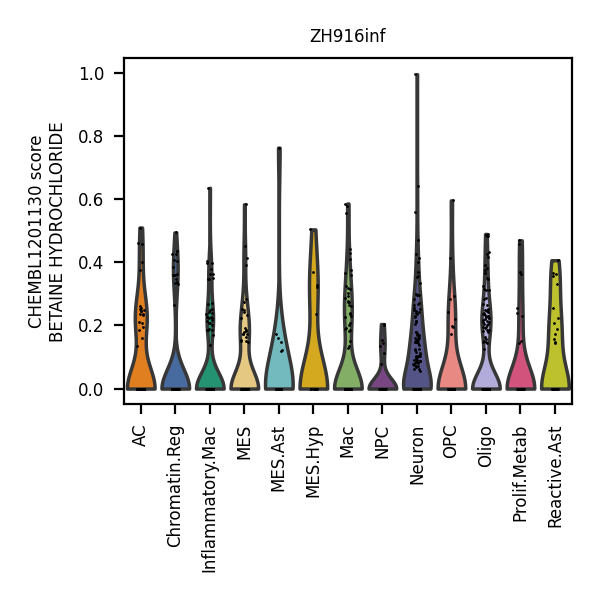 ZH916inf
CHEMBL1201130 score
BETAINE HYDROCHLORIDE
1.0
0.8
0.6
0.4
0.2
0.0
AC
Chromatin.Reg
Inflammatory.Mac
MES
MES.Ast
MES.Hyp
Mac
NPC
Neuron
OPC
Oligo
Prolif.Metab
Reactive.Ast